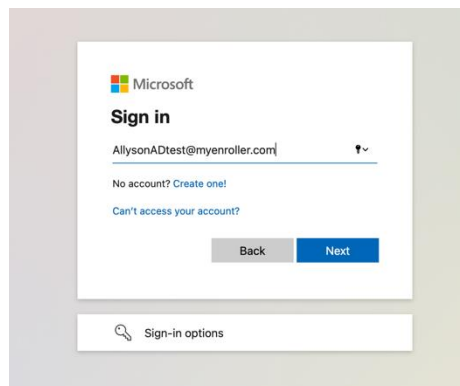 Microsoft
Sign in
AllysonADtest@myenroller.com
No account? Create one!
Can't access your account?
Back Next
Sign-in options